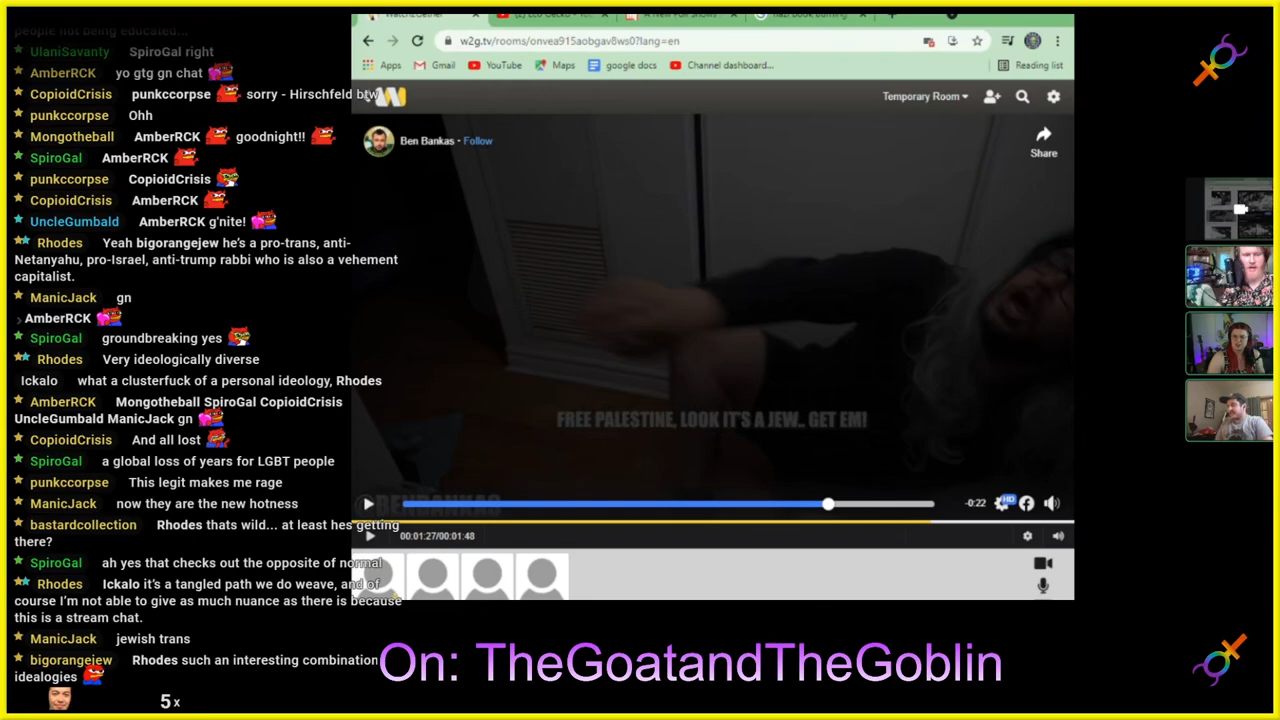 people not being educated...
UlaniSavanty SpiroGal right
AmberRCK yo gtg gn chat
CopioidCrisis punkccorpse sorry - Hirschfeld btw
punkccorpse Ohh
Mongotheball AmberRCK goodnight!!
SpiroGal AmberRCK
punkccorpse CopioidCrisis
CopioidCrisis AmberRCK
UncleGumbald AmberRCK g'nite!
Rhodes Yeah bigorangejew he's a pro-trans, anti-
Netanyahu, pro-Israel, anti-trump rabbi who is also a vehement
capitalist.
ManicJack gn
AmberRCK
SpiroGal groundbreaking yes
Rhodes Very ideologically diverse
Ickalo what a clusterfuck of a personal ideology, Rhodes
AmberRCK Mongotheball SpiroGal CopioidCrisis
UncleGumbald ManicJack gn
CopioidCrisis And all lost
SpiroGal a global loss of years for LGBT people
punkccorpse This legit makes me rage
ManicJack now they are the new hotness
bastardcollection Rhodes thats wild... at least hes getting
there?
SpiroGal ah yes that checks out the opposite of normal
Rhodes Ickalo it's a tangled path we do weave, and of
course I'm not able to give as much nuance as there is because
this is a stream chat.
ManicJack jewish trans
bigorangejew Rhodes such an interesting combination
idealogies
5 x
w2g.tv/rooms/onvea915aobgav8ws0?lang=en
Apps Gmail YouTube Maps google docs Channel dashboard... Reading list
Temporary Room
Ben Bankas · Follow
Share
FREE PALESTINE, LOOK IT'S A JEW.. GET EM!
@BENBANKAS
-0:22 HD
00:01:27/00:01:48
On: TheGoatandTheGoblin